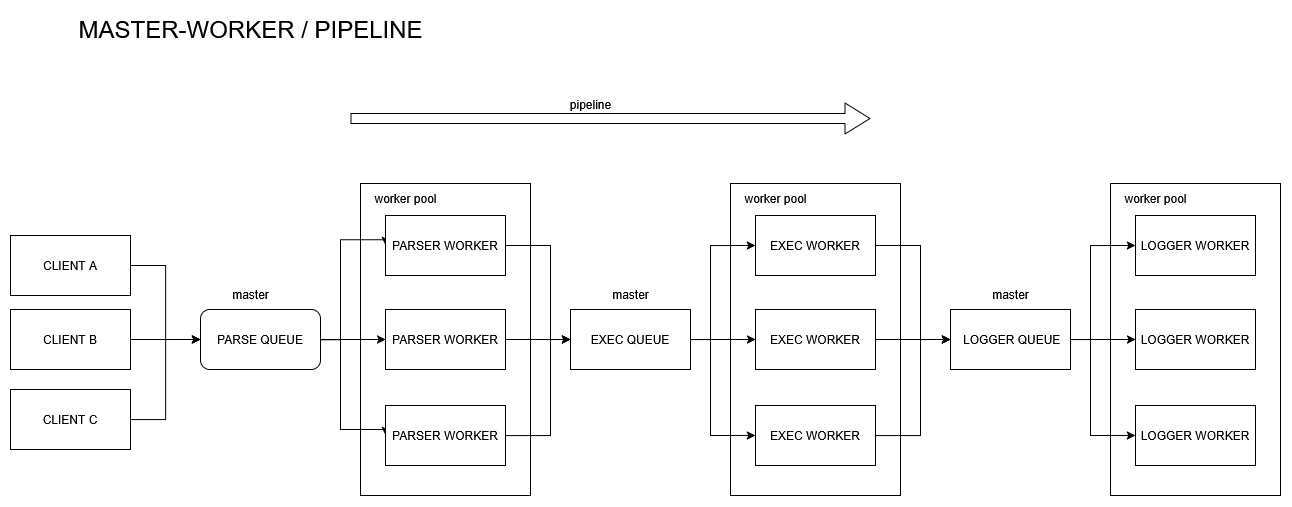 MASTER-WORKER / PIPELINE
pipeline
worker pool
worker pool
worker pool
PARSER WORKER
EXEC WORKER
LOGGER WORKER
CLIENT A
master
master
master
CLIENT B
PARSE QUEUE
PARSER WORKER
EXEC QUEUE
EXEC WORKER
LOGGER QUEUE
LOGGER WORKER
CLIENT C
PARSER WORKER
EXEC WORKER
LOGGER WORKER